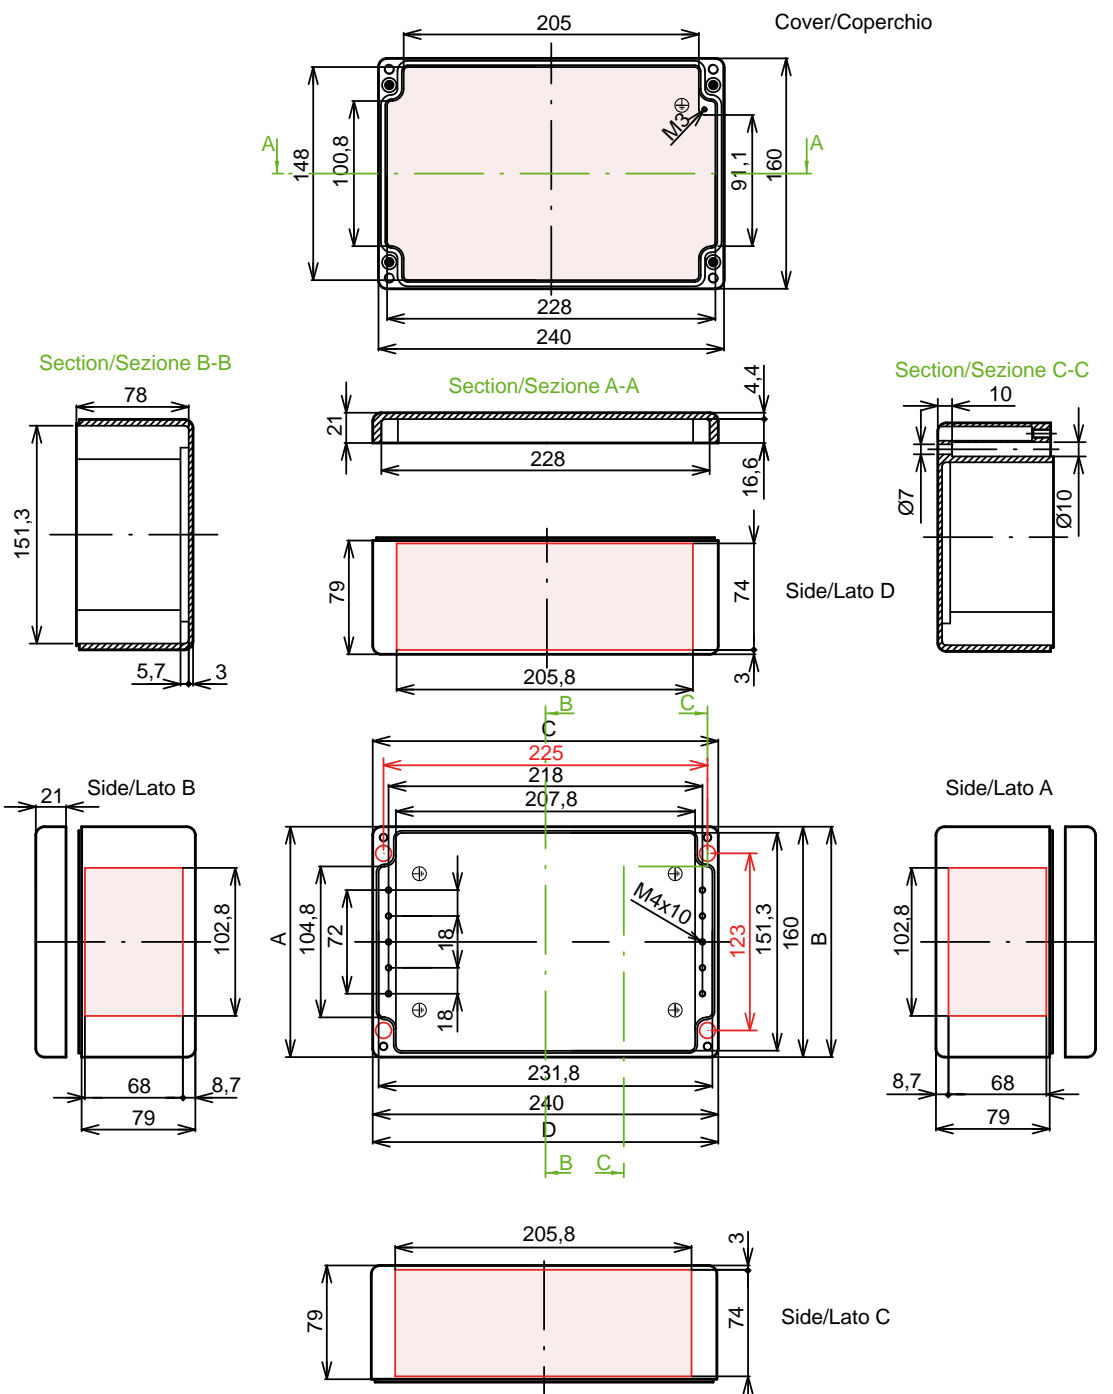 205
Cover/Coperchio
A
148
100,8
M3
91,1
160
A
228
240
Section/Sezione B-B
78
151,3
5,7
3
Section/Sezione A-A
21
228
4,4
16,6
Section/Sezione C-C
10
Ø7
Ø10
79
74
3
205,8
Side/Lato D
B
C
C
225
218
207,8
Side/Lato B
21
102,8
68
8,7
79
A
104,8
72
18
18
M4x10
123
151,3
160
B
231,8
240
D
B
C
Side/Lato A
102,8
8,7
68
79
205,8
3
79
74
Side/Lato C